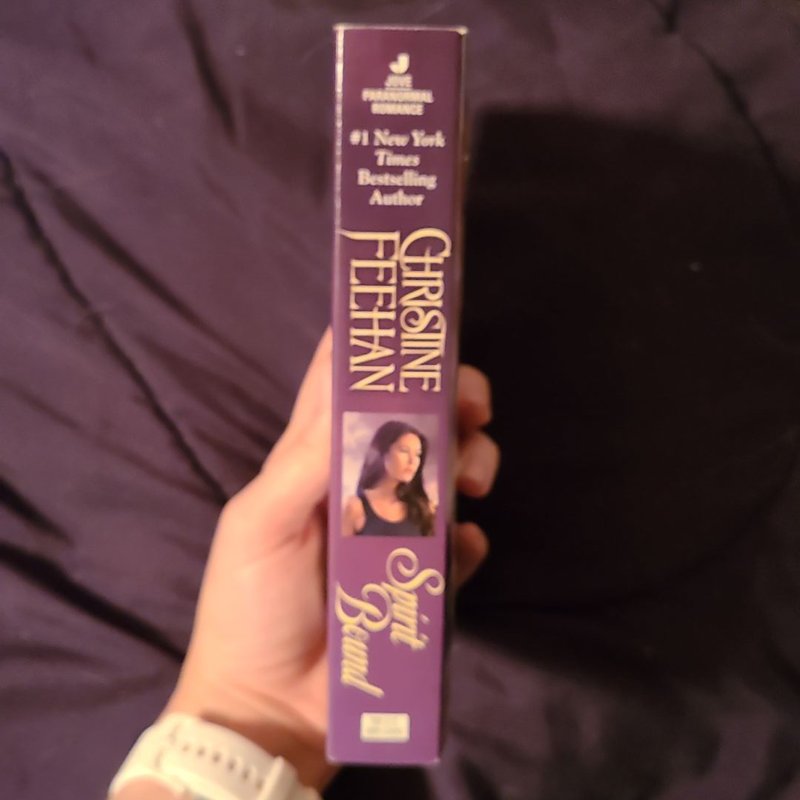 J
JOVE
PARANORMAL
ROMANCE
#1 New York
Times
Bestselling
Author
CHRISTINE
FEEHAN
Spirit
Bound